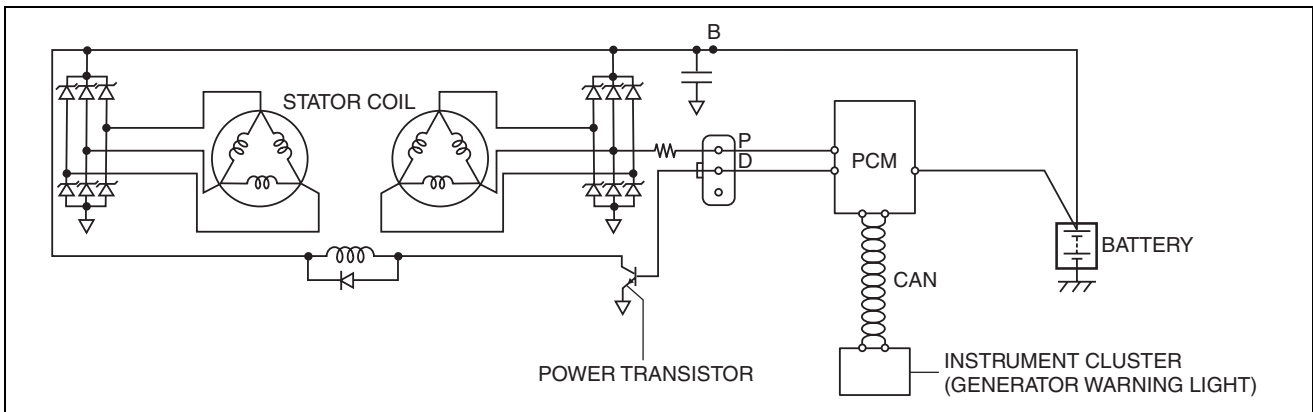 B
STATOR COIL
P
D
PCM
BATTERY
CAN
POWER TRANSISTOR
INSTRUMENT CLUSTER
(GENERATOR WARNING LIGHT)